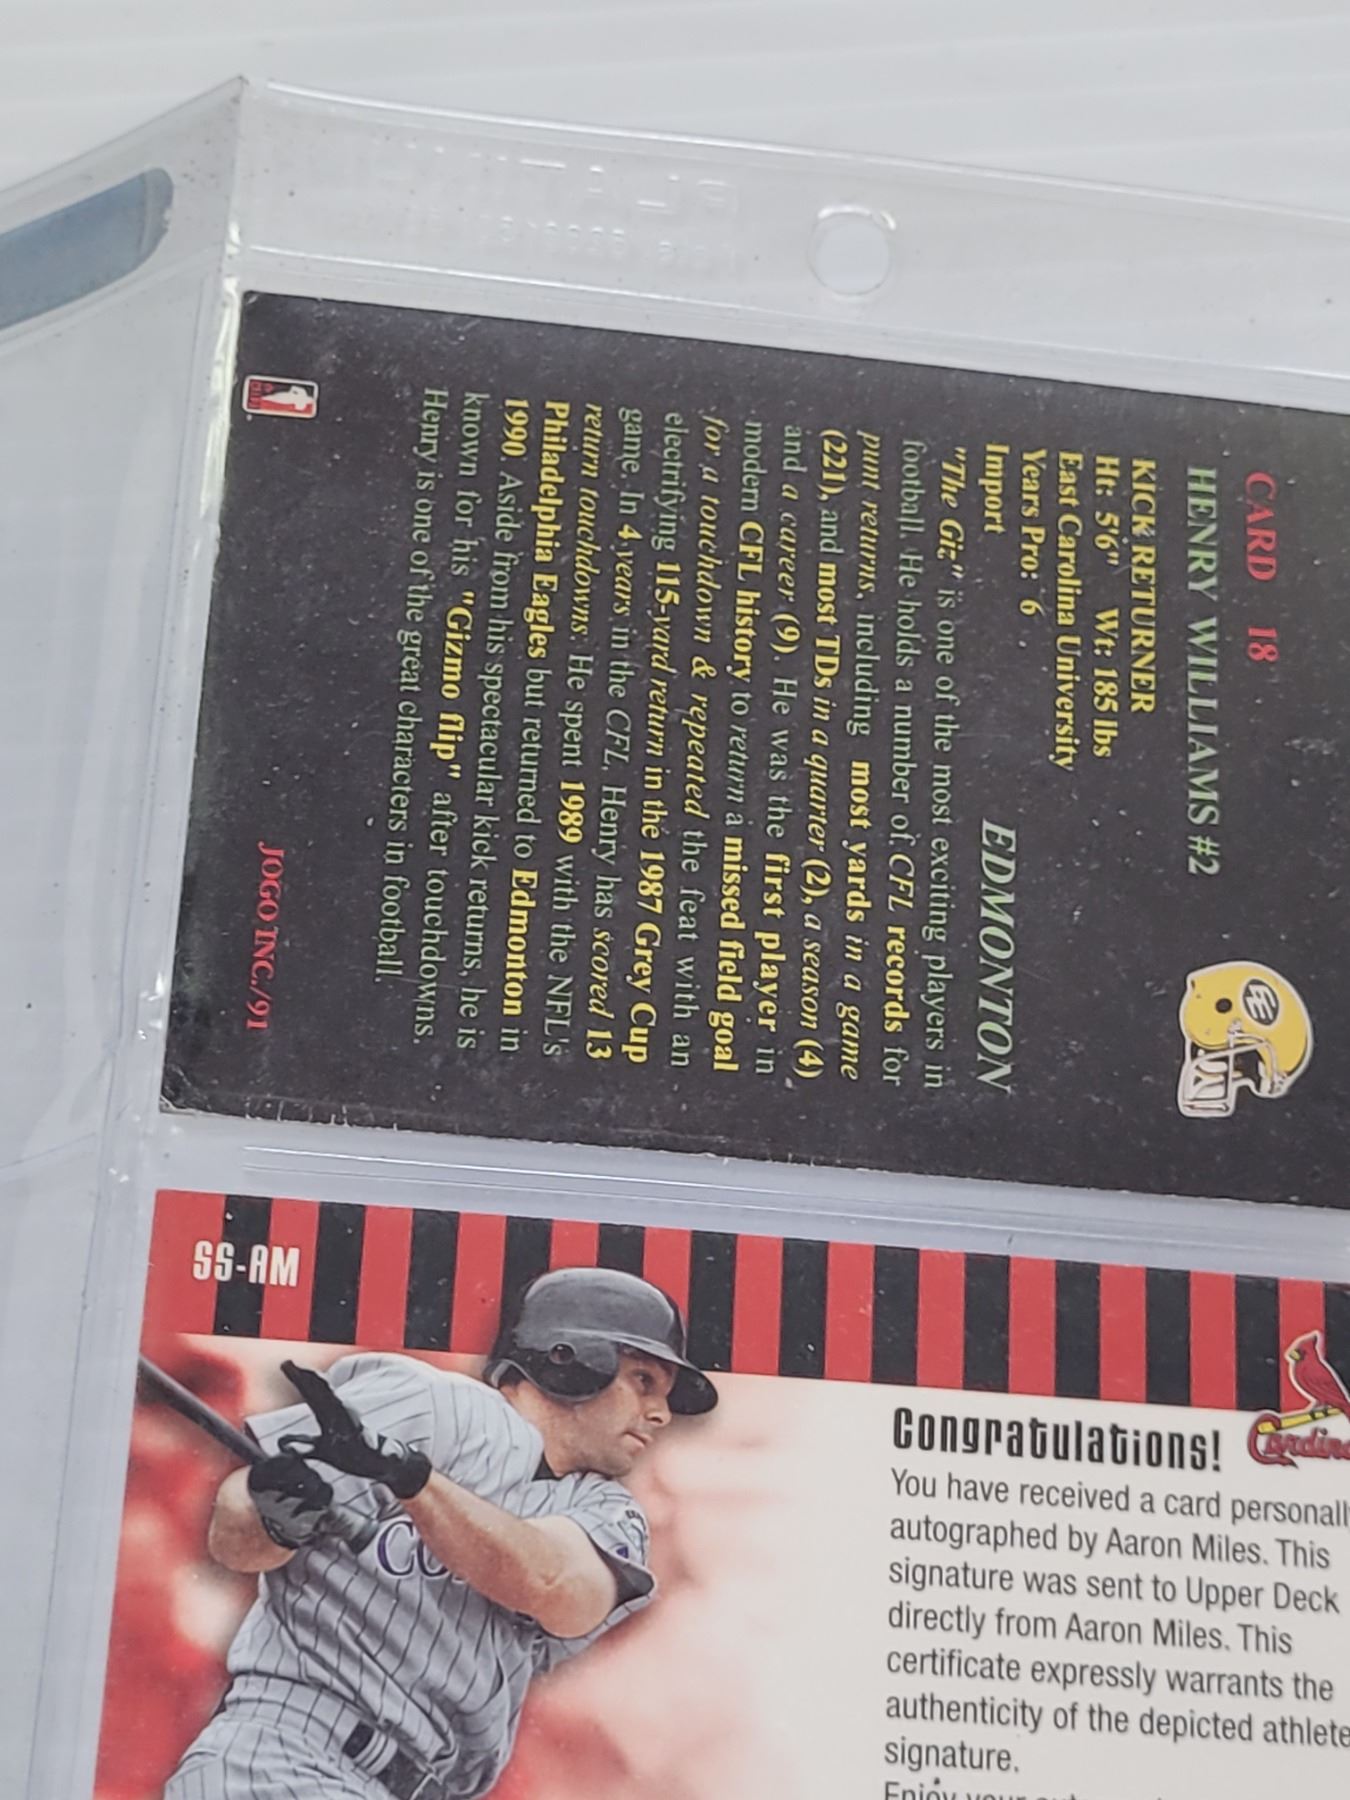 CARD 18
HENRY WILLIAMS #2
KICK RETURNER
Ht: 5'6" Wt: 185 lbs
East Carolina University
Years Pro: 6
Import
EDMONTON
"The Giz" is one of the most exciting players in
football. He holds a number of CFL records for
punt returns, including most yards in a game
(221), and most TDs in a quarter (2), a season (4)
and a career (9). He was the first player in
modern CFL history to return a missed field goal
for a touchdown & repeated the feat with an
electrifying 115-yard return in the 1987 Grey Cup
game. In 4 years in the CFL, Henry has scored 13
return touchdowns. He spent 1989 with the NFL's
Philadelphia Eagles but returned to Edmonton in
1990. Aside from his spectacular kick returns, he is
known for his "Gizmo flip" after touchdowns.
Henry is one of the great characters in football.
JOGO INC./91
SS-AM
Congratulations!
You have received a card personally
autographed by Aaron Miles. This
signature was sent to Upper Deck
directly from Aaron Miles. This
certificate expressly warrants the
authenticity of the depicted athlete
signature.
Enjoy your